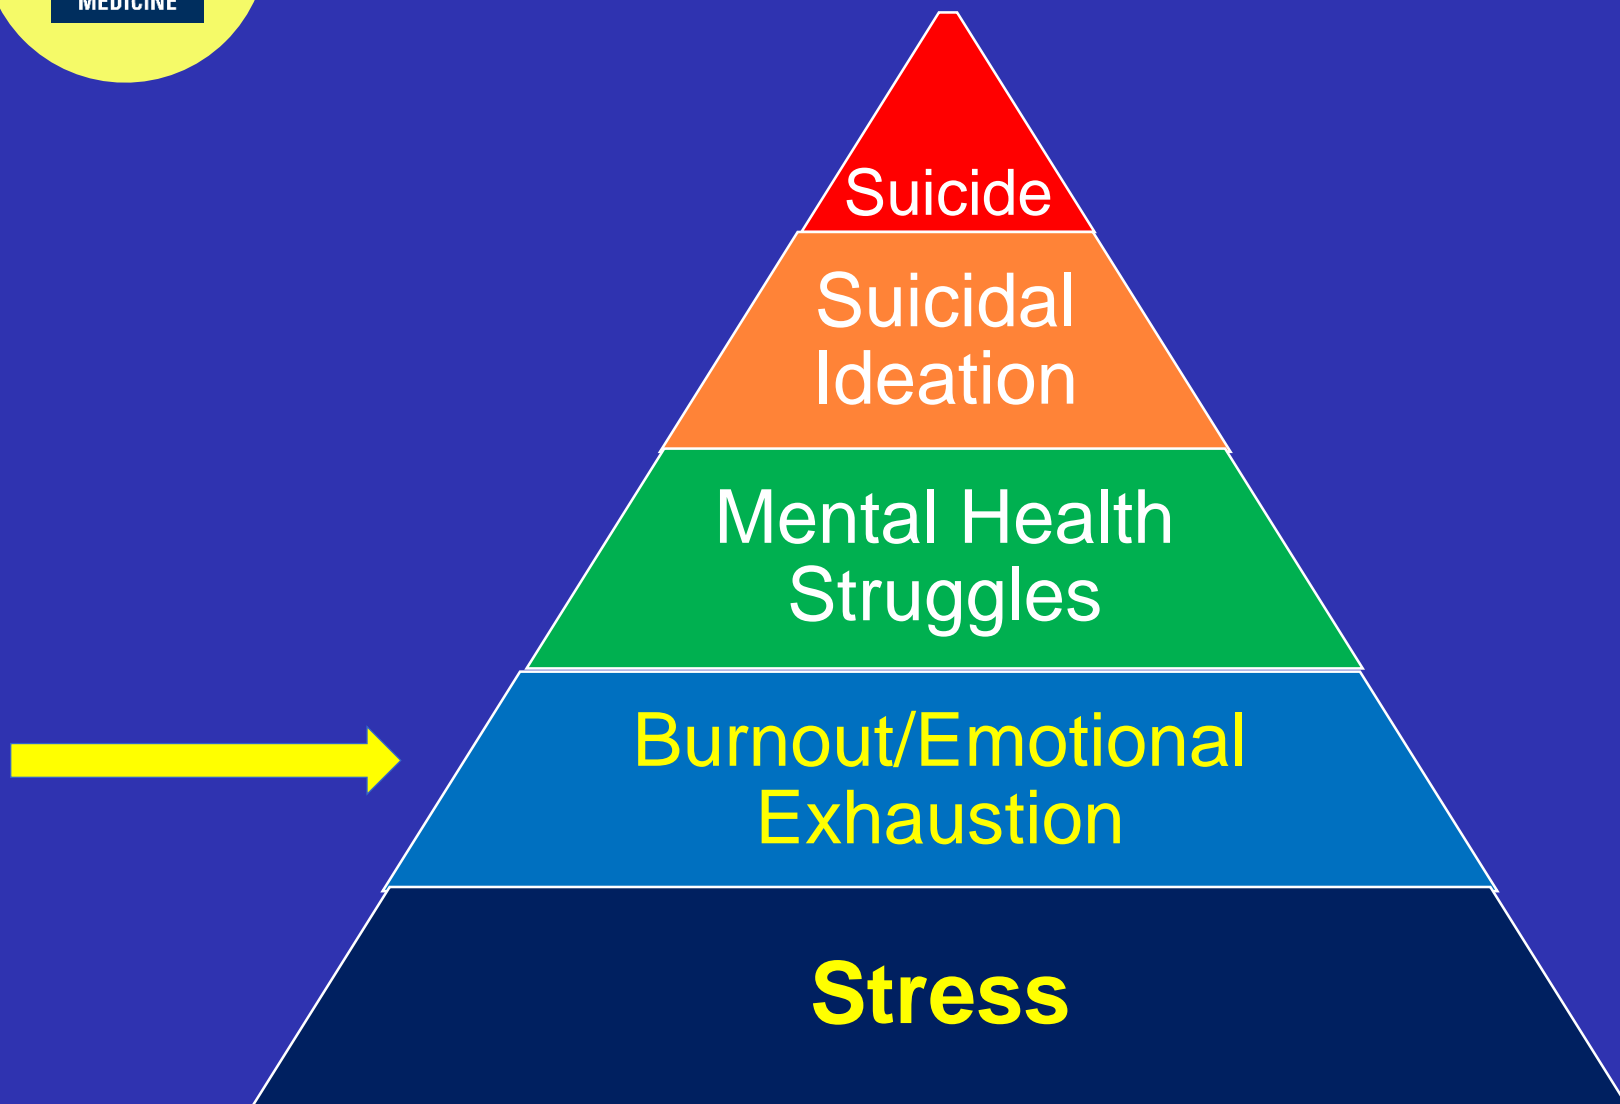 MEDICINE
Suicide
Suicidal
Ideation
Mental Health
Struggles
Burnout/Emotional
Exhaustion
Stress